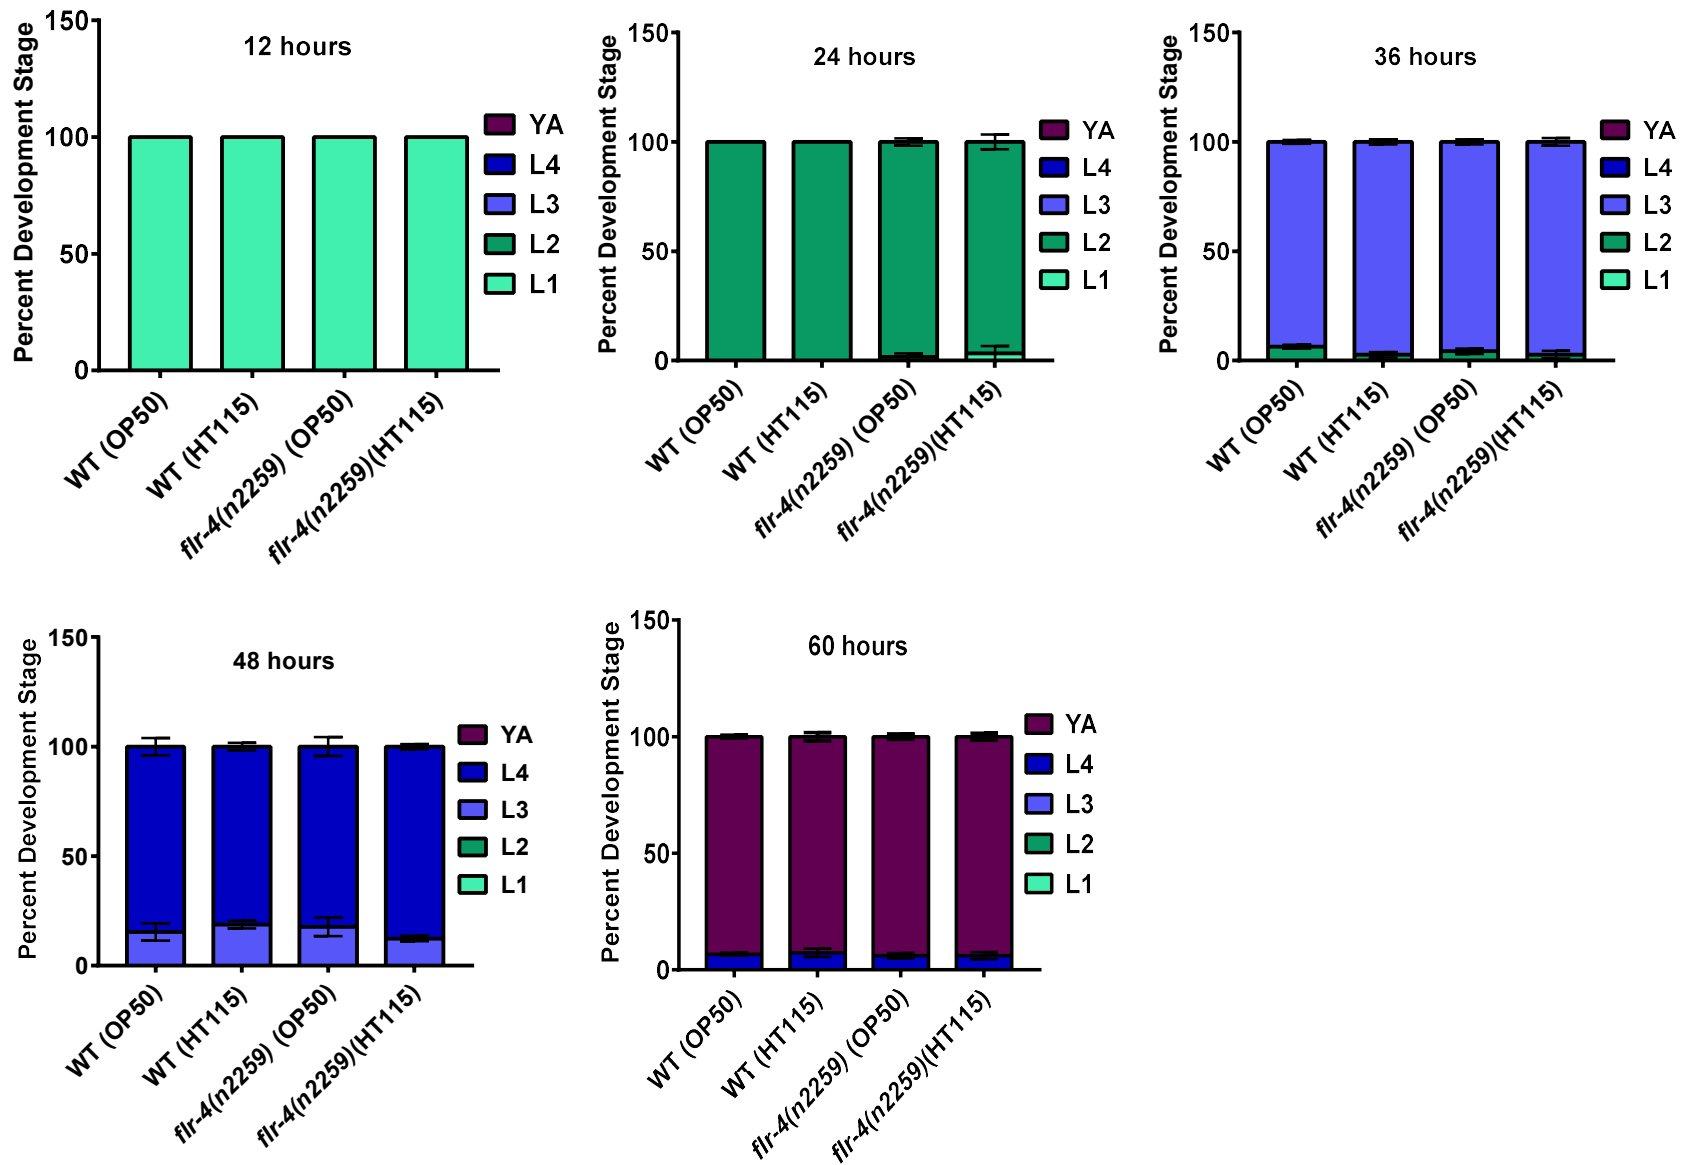 12 hours
Percent Development Stage
150
100
50
0
YA
L4
L3
L2
L1
WT (OP50)
WT (HT115)
flr-4(n2259) (OP50)
flr-4(n2259)(HT115)
24 hours
Percent Development Stage
150
100
50
0
YA
L4
L3
L2
L1
WT (OP50)
WT (HT115)
flr-4(n2259) (OP50)
flr-4(n2259)(HT115)
36 hours
Percent Development Stage
150
100
50
0
YA
L4
L3
L2
L1
WT (OP50)
WT (HT115)
flr-4(n2259) (OP50)
flr-4(n2259)(HT115)
48 hours
Percent Development Stage
150
100
50
0
YA
L4
L3
L2
L1
WT (OP50)
WT (HT115)
flr-4(n2259) (OP50)
flr-4(n2259)(HT115)
60 hours
Percent Development Stage
150
100
50
0
YA
L4
L3
L2
L1
WT (OP50)
WT (HT115)
flr-4(n2259) (OP50)
flr-4(n2259)(HT115)